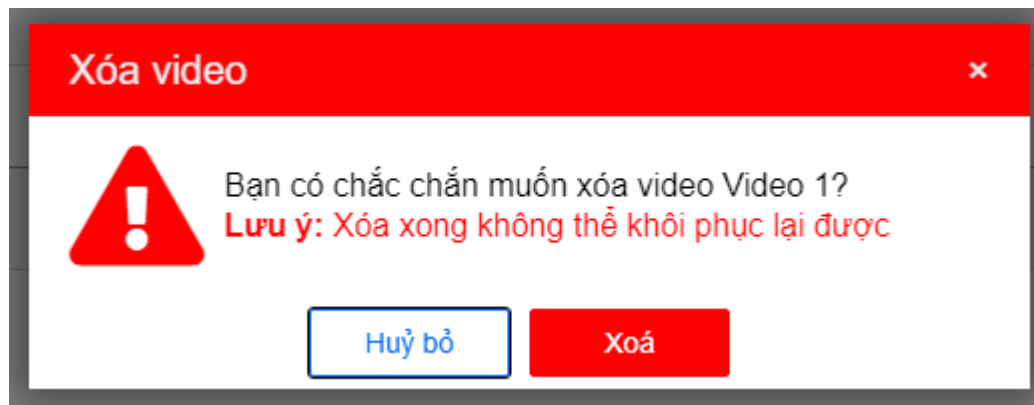 Xóa video
×
Bạn có chắc chắn muốn xóa video Video 1?
Lưu ý: Xóa xong không thể khôi phục lại được
Huỷ bỏ
Xoá